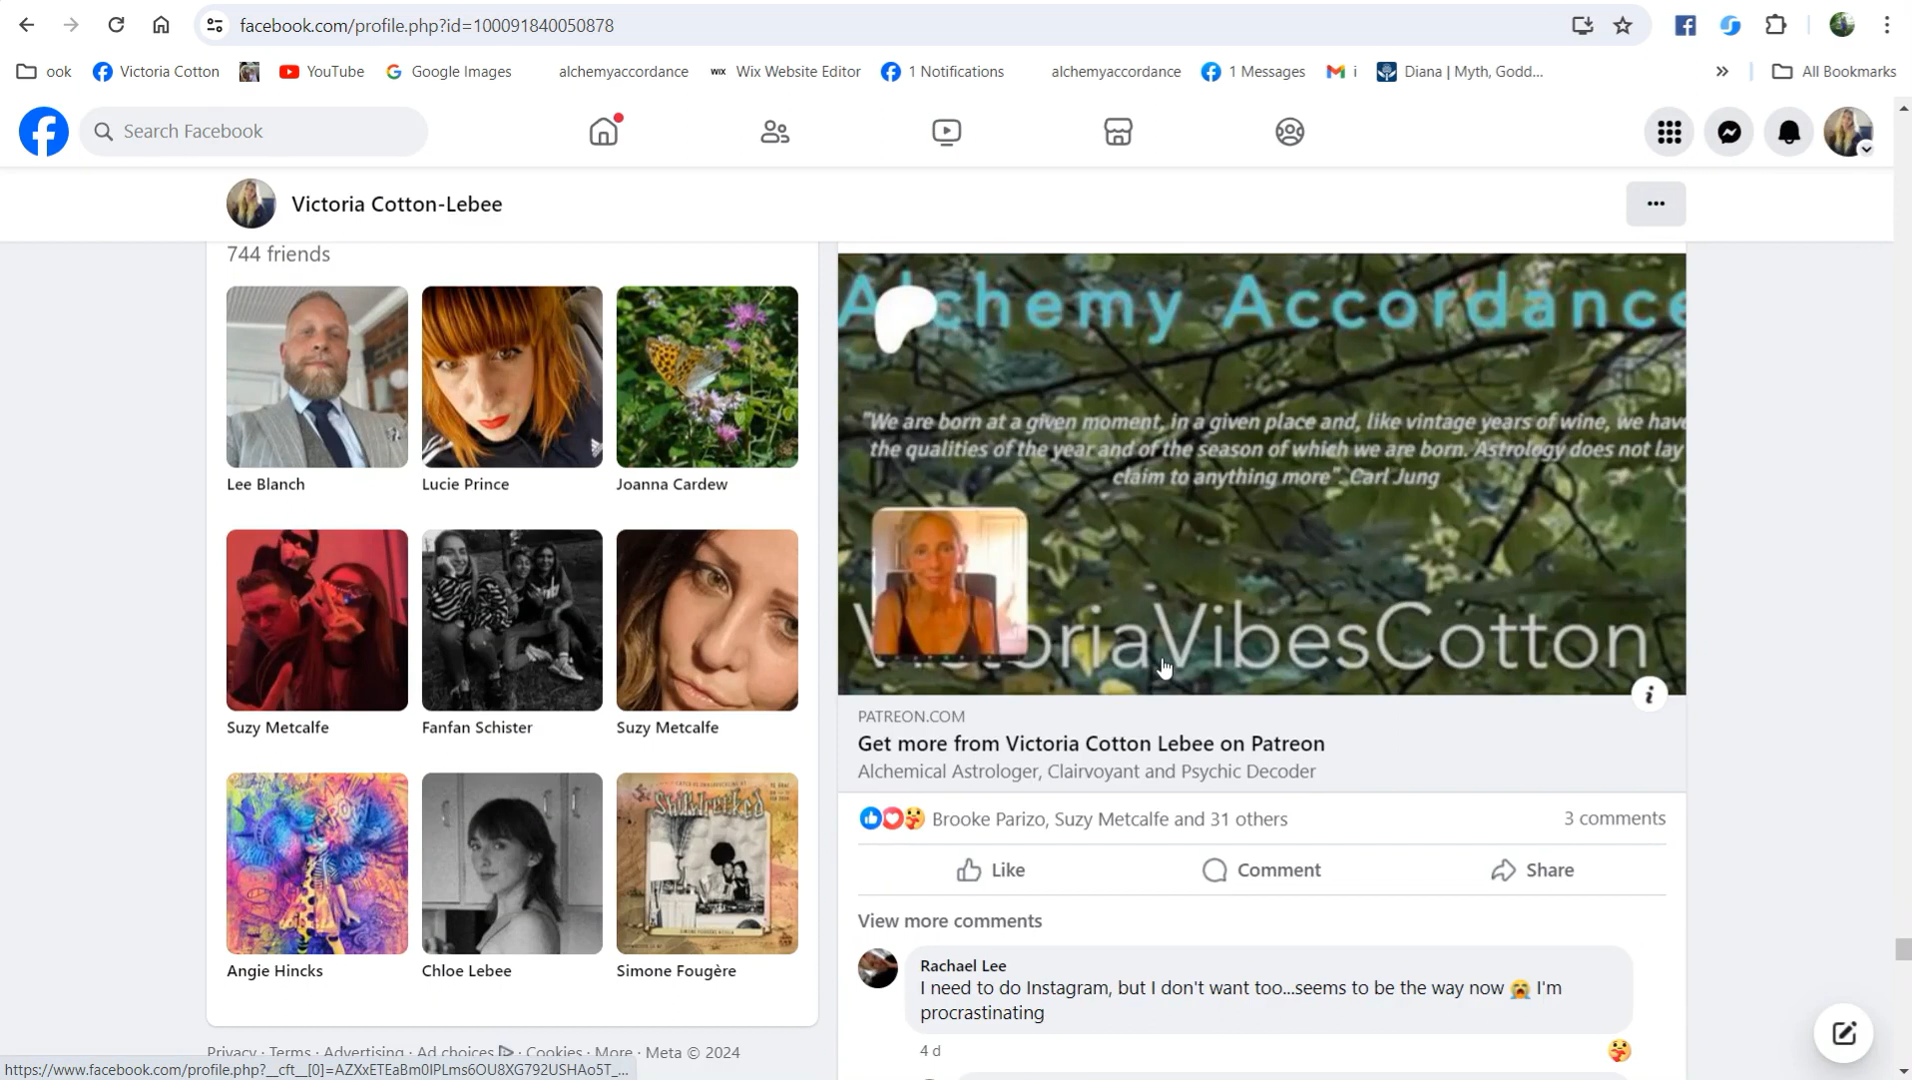 facebook.com/profile.php?id=100091840050878
ook
Victoria Cotton
YouTube
Google Images
alchemyaccordance
WIX Wix Website Editor
1 Notifications
alchemyaccordance
1 Messages
i
Diana | Myth, Godd...
»
All Bookmarks
Search Facebook
Victoria Cotton-Lebee
744 friends
Lee Blanch
Lucie Prince
Joanna Cardew
Suzy Metcalfe
Fanfan Schister
Suzy Metcalfe
Angie Hincks
Chloe Lebee
Simone Fougère
Privacy · Terms · Advertising · Ad choices · Cookies · More · Meta © 2024
https://www.facebook.com/profile.php?__cft__[0]=AZXxETEaBm0IPLms6OU8XG792USHAo5T_...
Alchemy Accordance
"We are born at a given moment, in a given place and, like vintage years of wine, we have
the qualities of the year and of the season of which we are born. Astrology does not lay
claim to anything more". Carl Jung
VictoriaVibesCotton
PATREON.COM
Get more from Victoria Cotton Lebee on Patreon
Alchemical Astrologer, Clairvoyant and Psychic Decoder
Brooke Parizo, Suzy Metcalfe and 31 others
3 comments
Like
Comment
Share
View more comments
Rachael Lee
I need to do Instagram, but I don't want too...seems to be the way now 😭 I'm
procrastinating
4 d